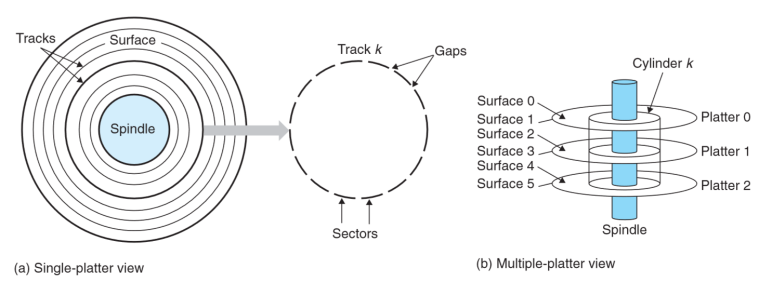 Tracks
Surface
Spindle
Track k
Gaps
Sectors
(a) Single-platter view
Cylinder k
Surface 0
Surface 1
Surface 2
Surface 3
Surface 4
Surface 5
Platter 0
Platter 1
Platter 2
Spindle
(b) Multiple-platter view